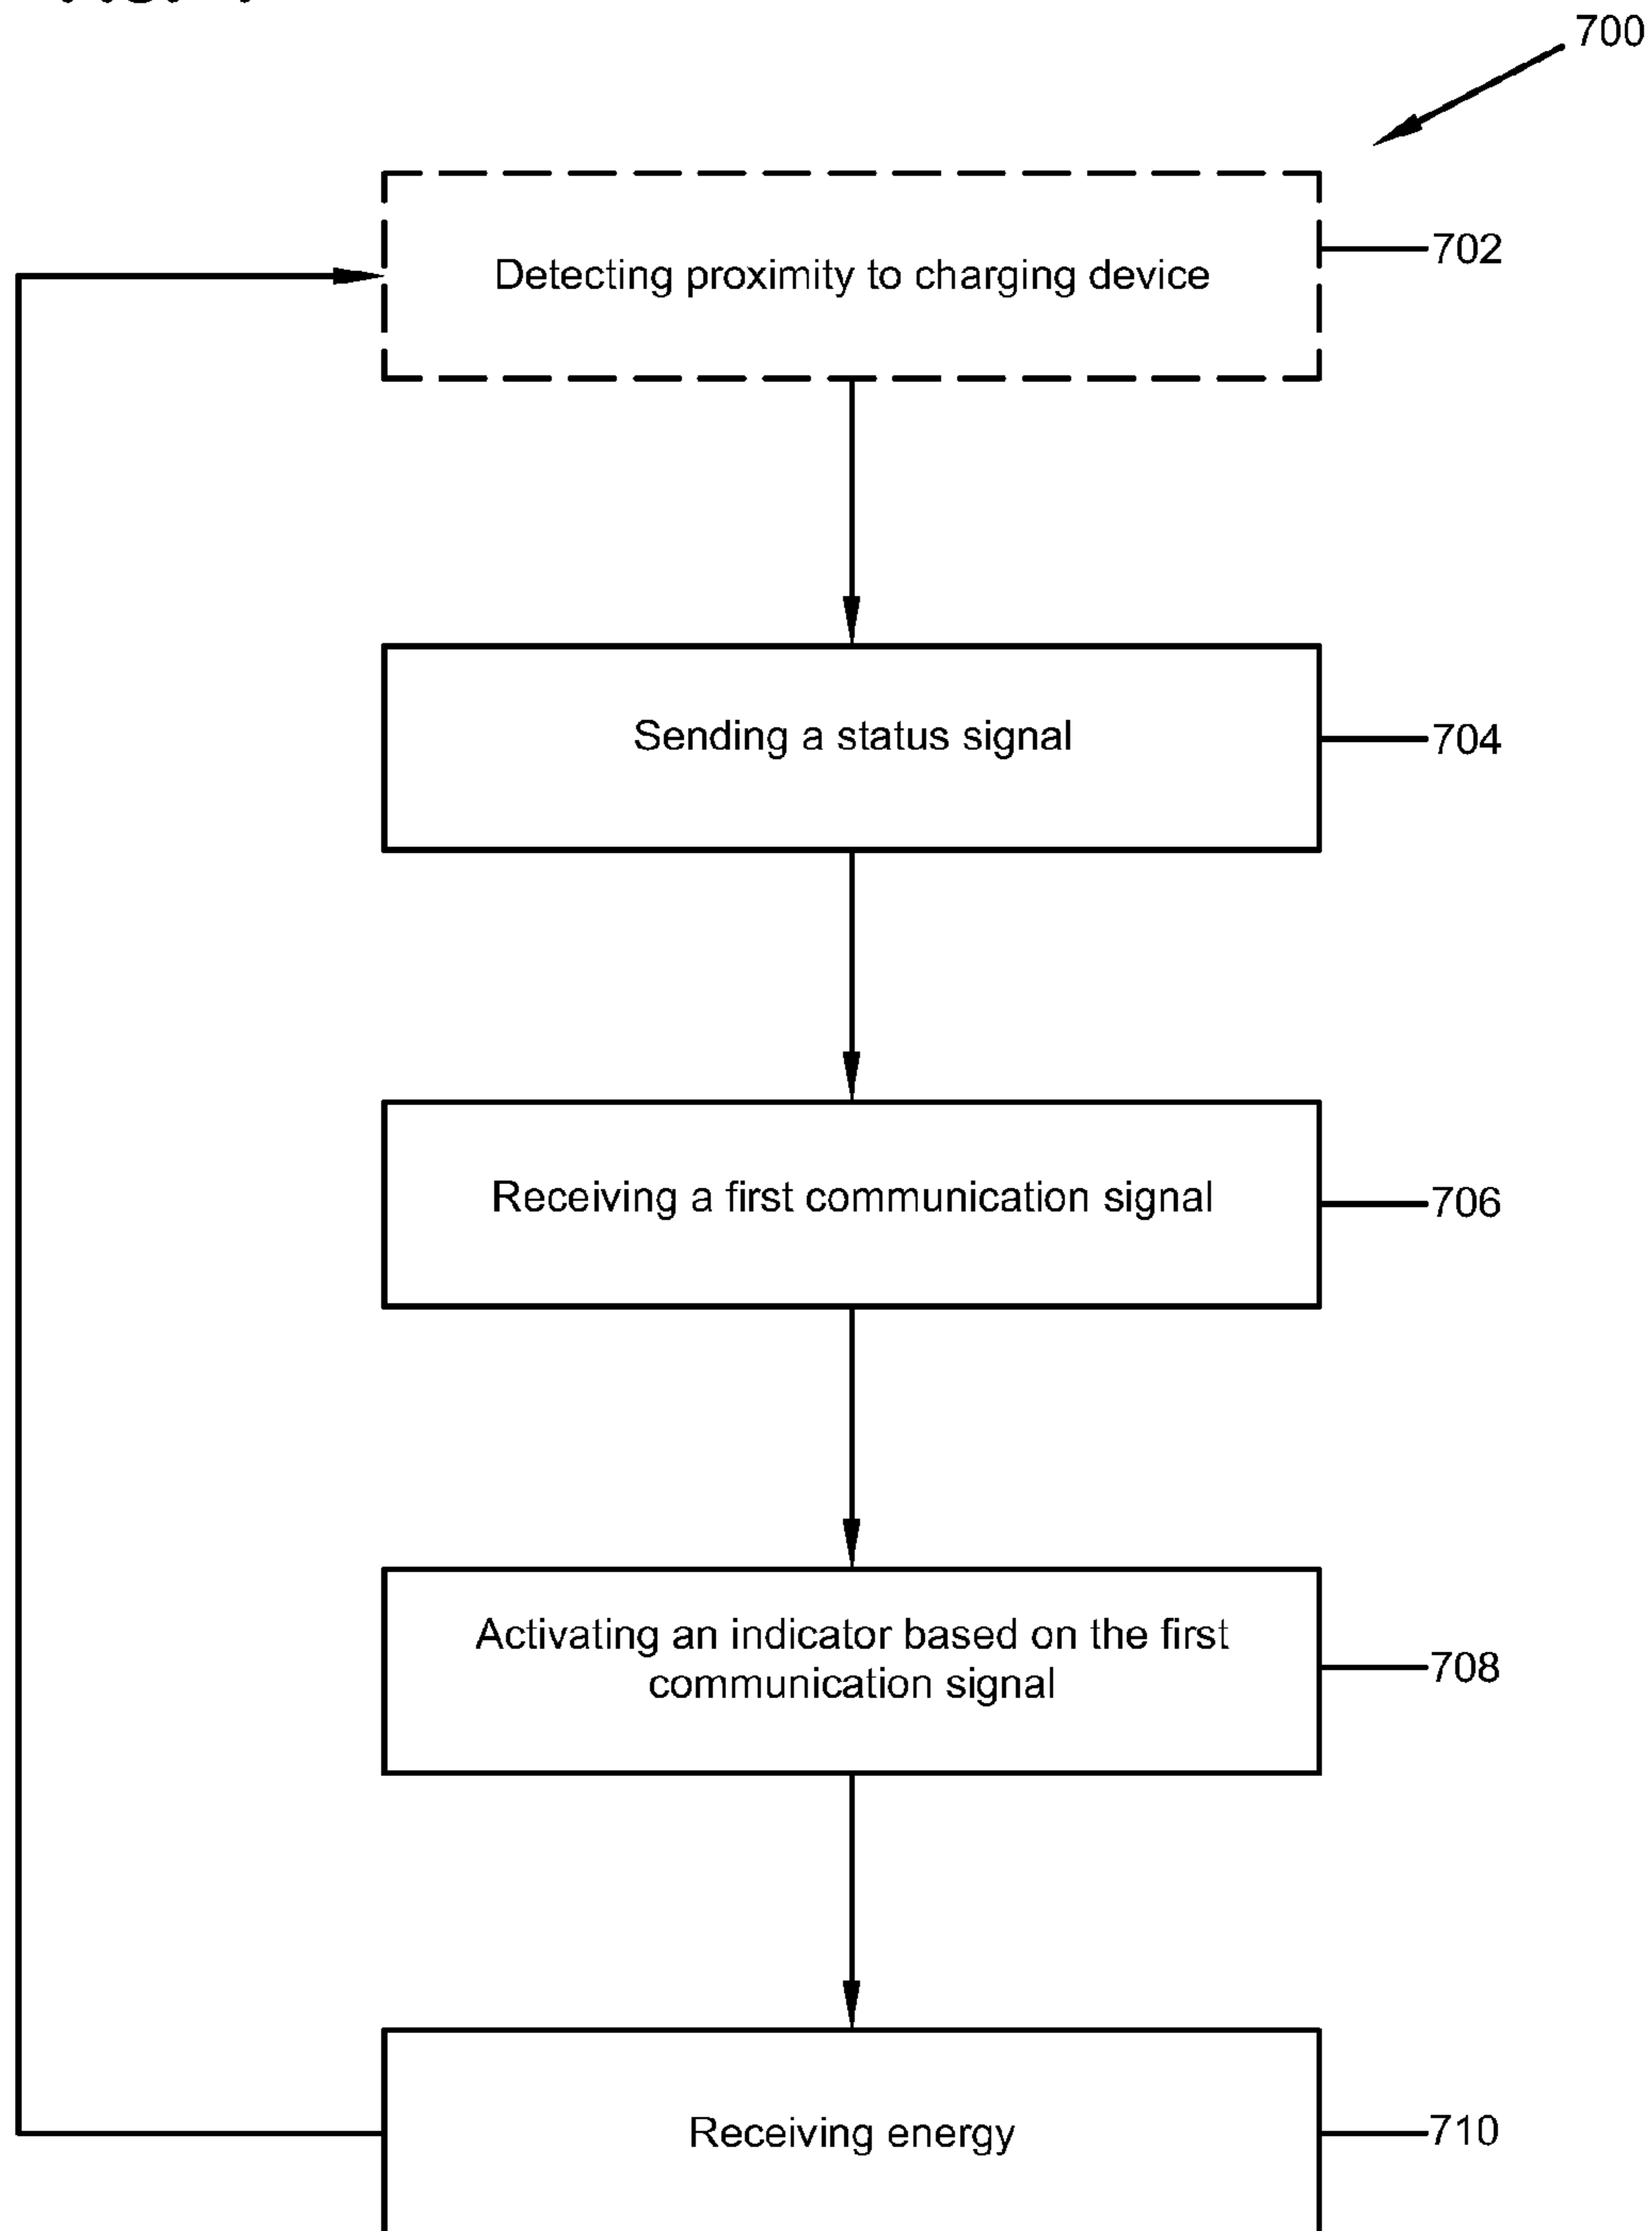 700
Detecting proximity to charging device
702
Sending a status signal
704
Receiving a first communication signal
706
Activating an indicator based on the first
communication signal
708
Receiving energy
710